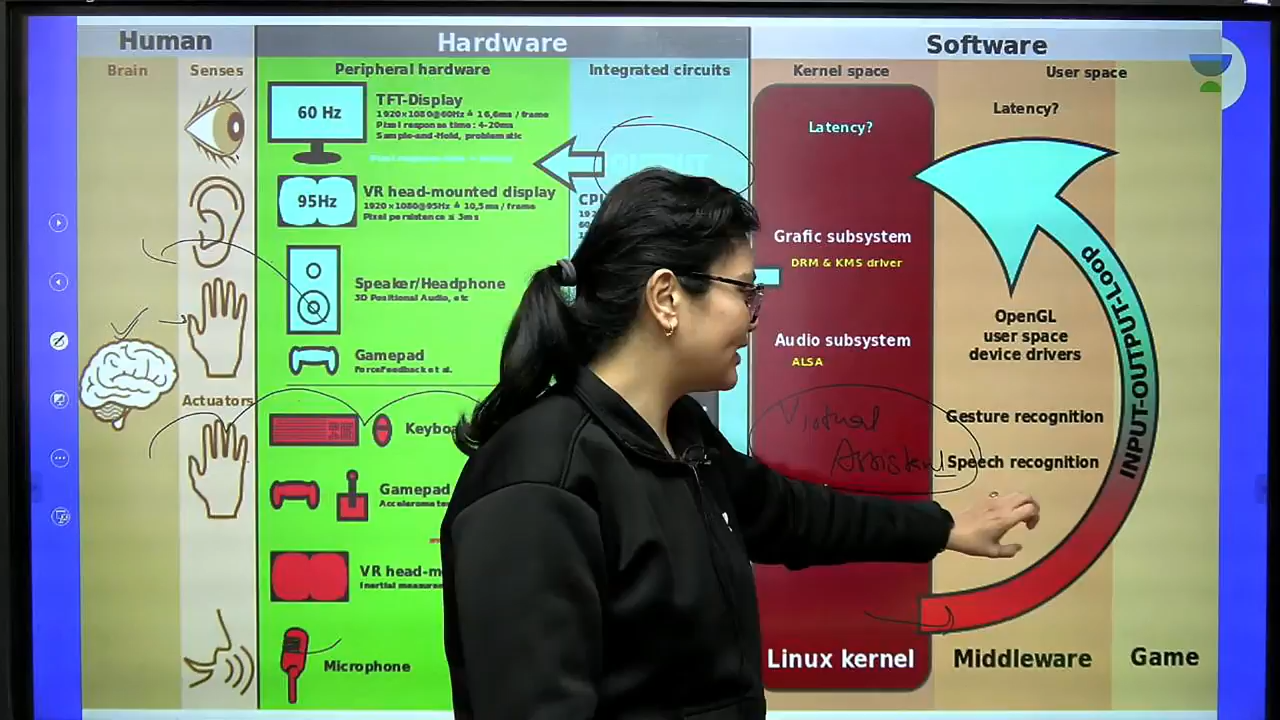 Human
Hardware
Software
Brain
Senses
Peripheral hardware
Integrated circuits
Kernel space
User space
60 Hz
TFT-Display
1920×1080@60Hz ≙ 16,6ms / frame
Pixel response time: 4-20ms
Sample-and-Hold, problematic
OUTPUT
Latency?
Latency?
95Hz
VR head-mounted display
1920×1080@95Hz ≙ 10,5ms / frame
Pixel persistence ≤ 3ms
Grafic subsystem
DRM & KMS driver
Speaker/Headphone
3D Positional Audio, etc
OpenGL
user space
device drivers
Audio subsystem
ALSA
Gamepad
ForceFeedback et al.
Actuators
Keybo
Virtual
Assistant
Gesture recognition
Speech recognition
INPUT-OUTPUT-LOOP
Gamepad
VR head-m
Microphone
Linux kernel
Middleware
Game